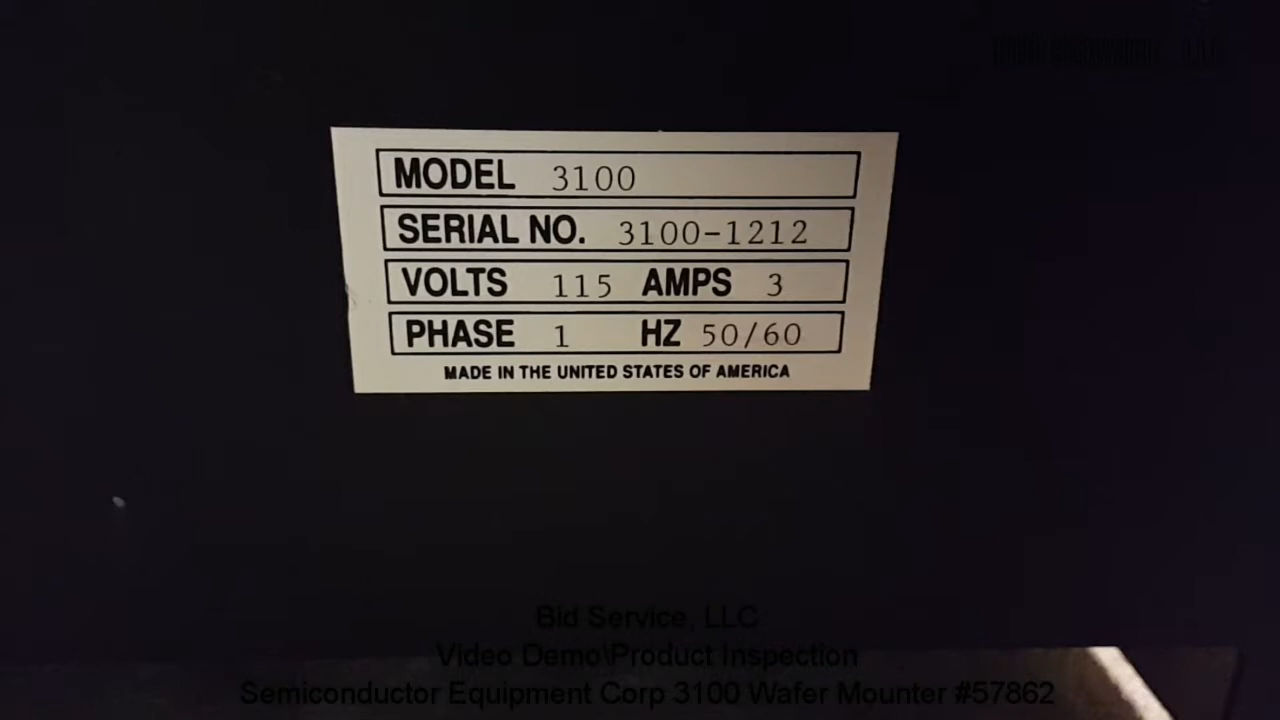 MODEL 3100
SERIAL NO. 3100-1212
VOLTS 115 AMPS 3
PHASE 1 HZ 50/60
MADE IN THE UNITED STATES OF AMERICA
Bid Service, LLC
Video Demo\Product Inspection
Semiconductor Equipment Corp 3100 Wafer Mounter #57862